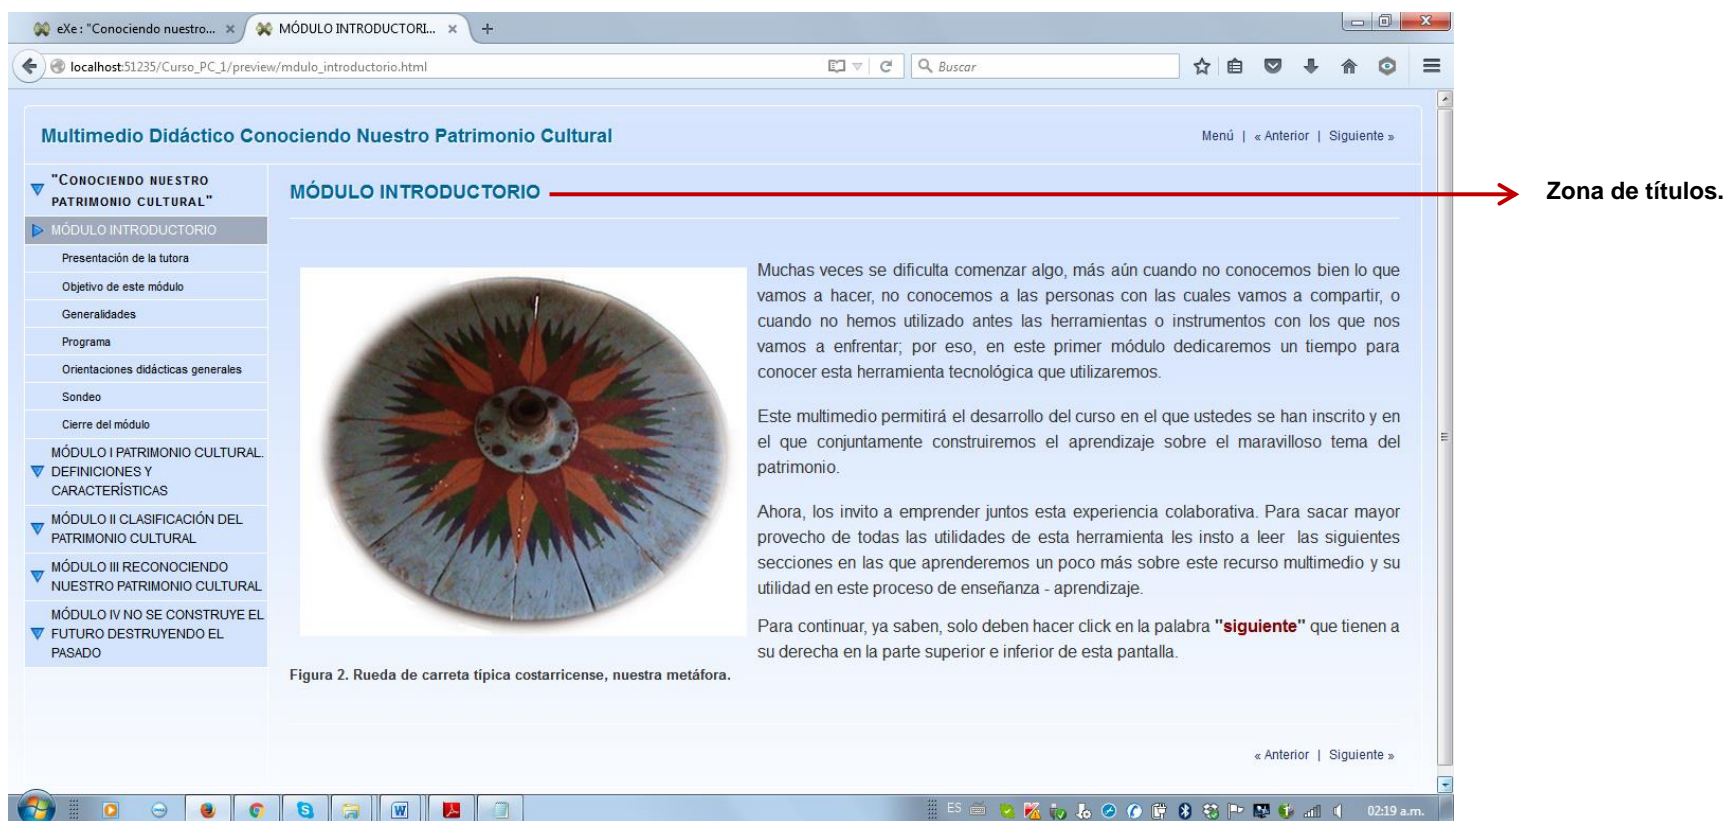 eXe : "Conociendo nuestro...
MÓDULO INTRODUCTORI...
localhost:51235/Curso_PC_1/preview/mdulo_introductorio.html
Buscar
Multimedio Didáctico Conociendo Nuestro Patrimonio Cultural
Menú | « Anterior | Siguiente »
"CONOCIENDO NUESTRO
PATRIMONIO CULTURAL"
MÓDULO INTRODUCTORIO
Presentación de la tutora
Objetivo de este módulo
Generalidades
Programa
Orientaciones didácticas generales
Sondeo
Cierre del módulo
MÓDULO I PATRIMONIO CULTURAL.
DEFINICIONES Y
CARACTERÍSTICAS
MÓDULO II CLASIFICACIÓN DEL
PATRIMONIO CULTURAL
MÓDULO III RECONOCIENDO
NUESTRO PATRIMONIO CULTURAL
MÓDULO IV NO SE CONSTRUYE EL
FUTURO DESTRUYENDO EL
PASADO
MÓDULO INTRODUCTORIO
Zona de títulos.
Muchas veces se dificulta comenzar algo, más aún cuando no conocemos bien lo que
vamos a hacer, no conocemos a las personas con las cuales vamos a compartir, o
cuando no hemos utilizado antes las herramientas o instrumentos con los que nos
vamos a enfrentar; por eso, en este primer módulo dedicaremos un tiempo para
conocer esta herramienta tecnológica que utilizaremos.
Este multimedio permitirá el desarrollo del curso en el que ustedes se han inscrito y en
el que conjuntamente construiremos el aprendizaje sobre el maravilloso tema del
patrimonio.
Ahora, los invito a emprender juntos esta experiencia colaborativa. Para sacar mayor
provecho de todas las utilidades de esta herramienta les insto a leer las siguientes
secciones en las que aprenderemos un poco más sobre este recurso multimedio y su
utilidad en este proceso de enseñanza - aprendizaje.
Para continuar, ya saben, solo deben hacer click en la palabra "siguiente" que tienen a
su derecha en la parte superior e inferior de esta pantalla.
Figura 2. Rueda de carreta típica costarricense, nuestra metáfora.
« Anterior | Siguiente »
ES
02:19 a.m.